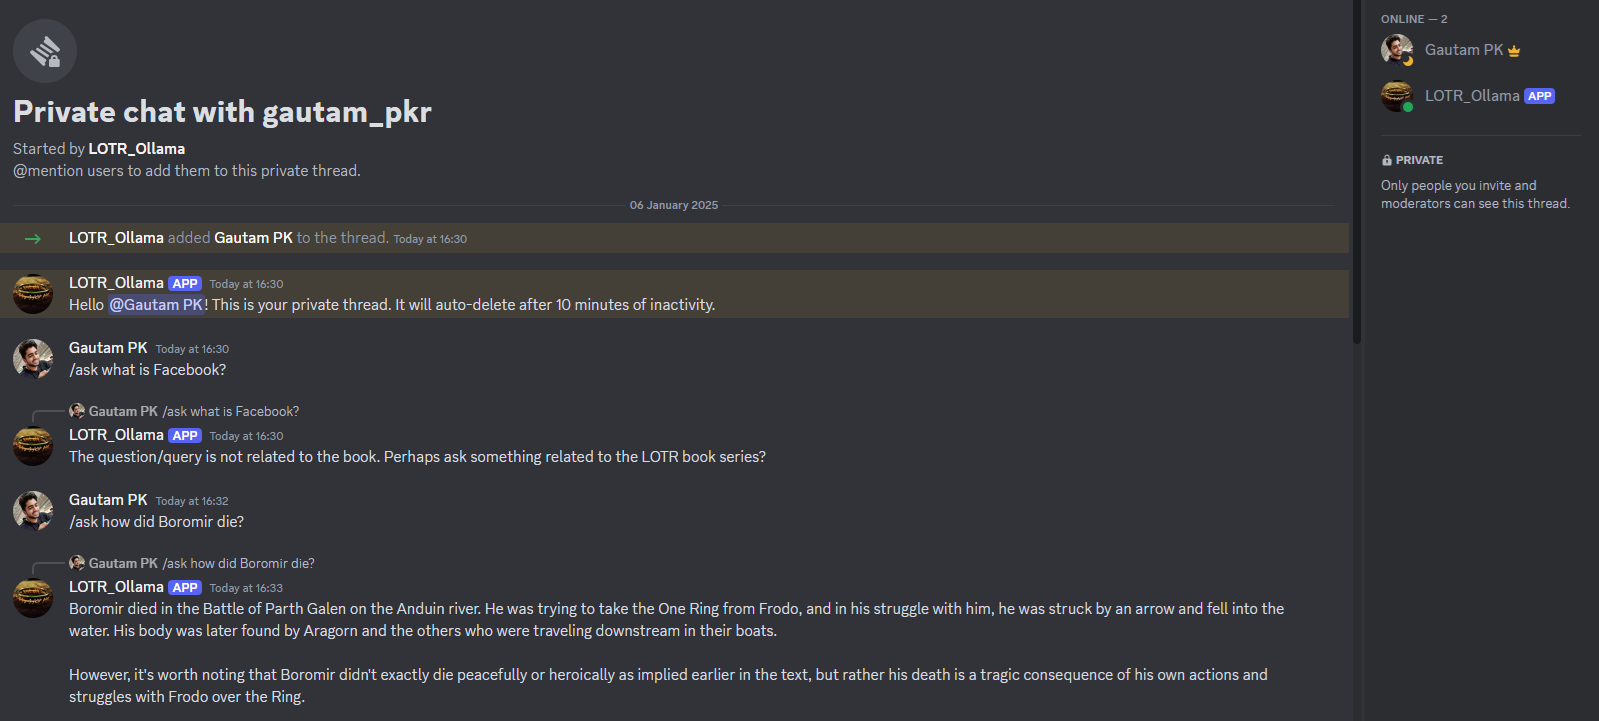 Private chat with gautam_pkr
Started by LOTR_Ollama
@mention users to add them to this private thread.
06 January 2025
LOTR_Ollama added Gautam PK to the thread. Today at 16:30
LOTR_Ollama APP Today at 16:30
Hello @Gautam PK! This is your private thread. It will auto-delete after 10 minutes of inactivity.
Gautam PK Today at 16:30
/ask what is Facebook?
Gautam PK /ask what is Facebook?
LOTR_Ollama APP Today at 16:30
The question/query is not related to the book. Perhaps ask something related to the LOTR book series?
Gautam PK Today at 16:32
/ask how did Boromir die?
Gautam PK /ask how did Boromir die?
LOTR_Ollama APP Today at 16:33
Boromir died in the Battle of Parth Galen on the Anduin river. He was trying to take the One Ring from Frodo, and in his struggle with him, he was struck by an arrow and fell into the
water. His body was later found by Aragorn and the others who were traveling downstream in their boats.
However, it's worth noting that Boromir didn't exactly die peacefully or heroically as implied earlier in the text, but rather his death is a tragic consequence of his own actions and
struggles with Frodo over the Ring.
ONLINE — 2
Gautam PK
LOTR_Ollama APP
PRIVATE
Only people you invite and
moderators can see this thread.